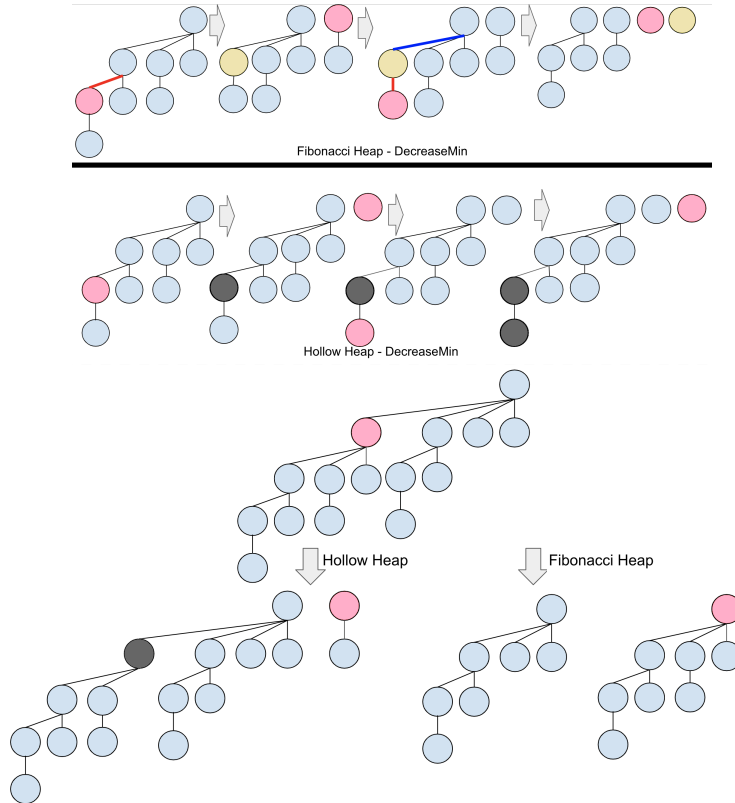 Fibonacci Heap - DecreaseMin
Hollow Heap - DecreaseMin
Hollow Heap
Fibonacci Heap